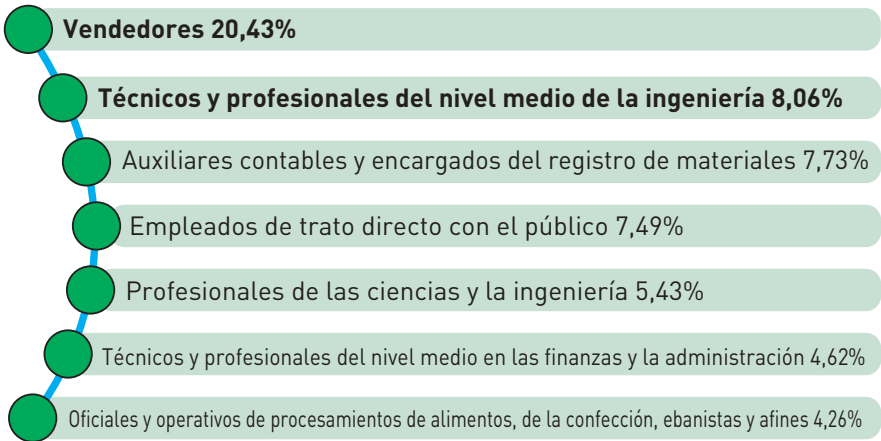 Vendedores 20,43%
Técnicos y profesionales del nivel medio de la ingeniería 8,06%
Auxiliares contables y encargados del registro de materiales 7,73%
Empleados de trato directo con el público 7,49%
Profesionales de las ciencias y la ingeniería 5,43%
Técnicos y profesionales del nivel medio en las finanzas y la administración 4,62%
Oficiales y operativos de procesamientos de alimentos, de la confección, ebanistas y afines 4,26%